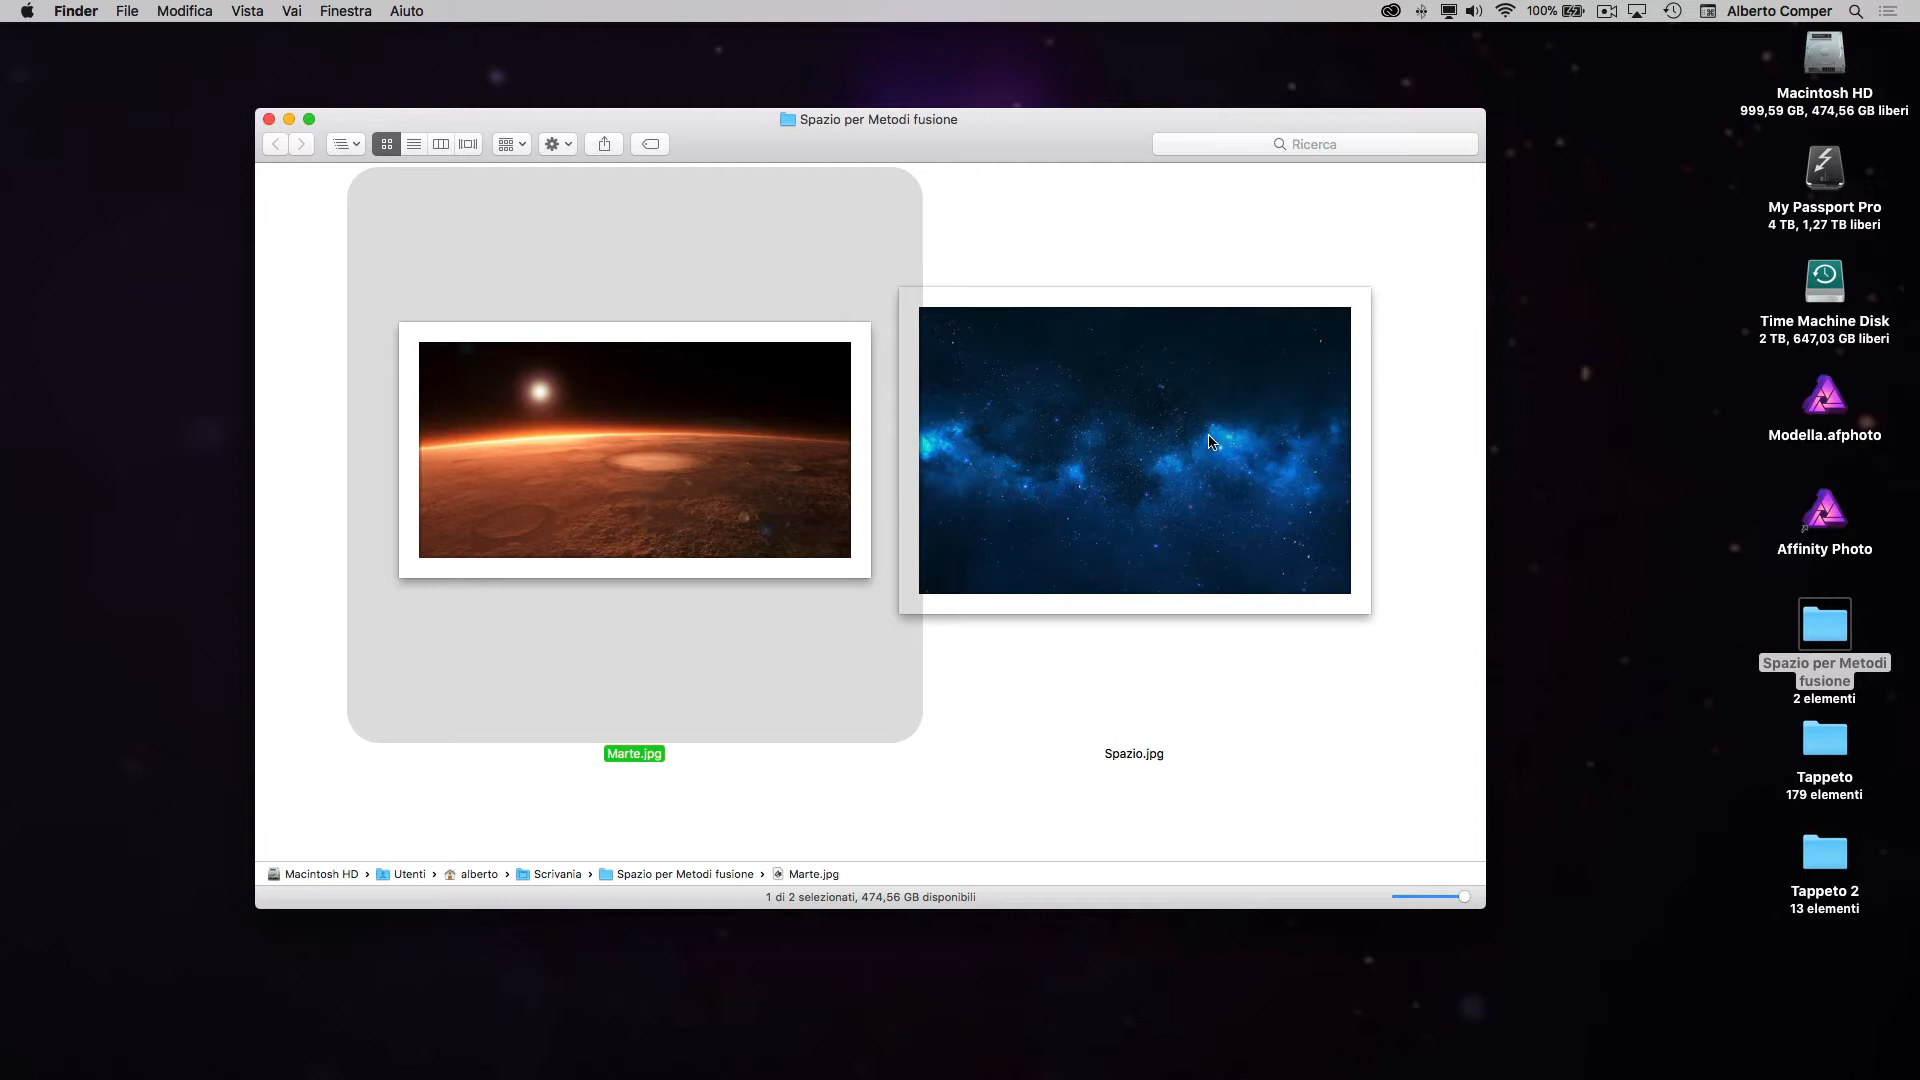 Finder File Modifica Vista Vai Finestra Aiuto
100% Alberto Comper
Spazio per Metodi fusione
Ricerca
Marte.jpg
Spazio.jpg
Macintosh HD › Utenti › alberto › Scrivania › Spazio per Metodi fusione › Marte.jpg
1 di 2 selezionati, 474,56 GB disponibili
Macintosh HD
999,59 GB, 474,56 GB liberi
My Passport Pro
4 TB, 1,27 TB liberi
Time Machine Disk
2 TB, 647,03 GB liberi
Modella.afphoto
Affinity Photo
Spazio per Metodi
fusione
2 elementi
Tappeto
179 elementi
Tappeto 2
13 elementi